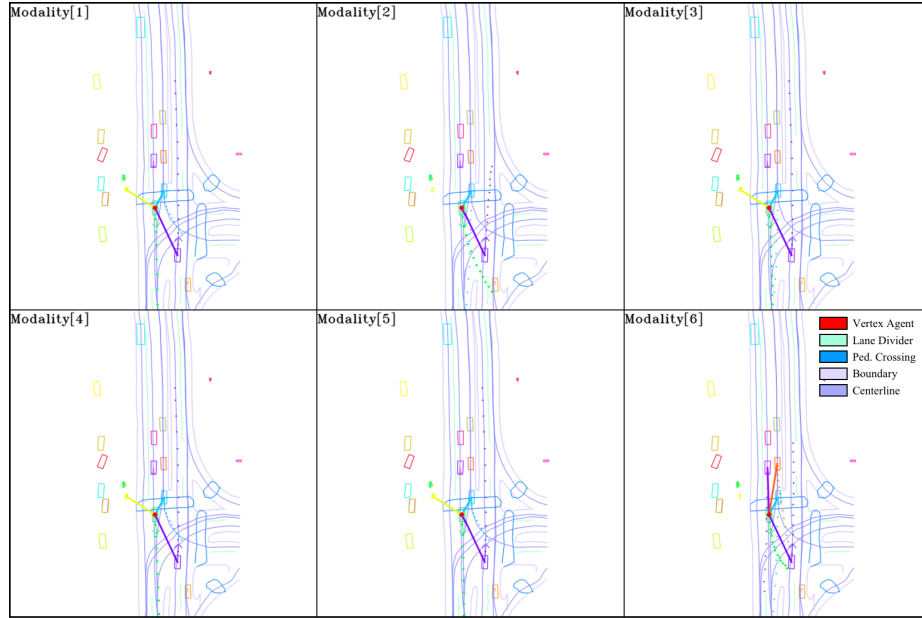 Modality[1]
Modality[2]
Modality[3]
Modality[4]
Modality[5]
Modality[6]
Vertex Agent
Lane Divider
Ped. Crossing
Boundary
Centerline